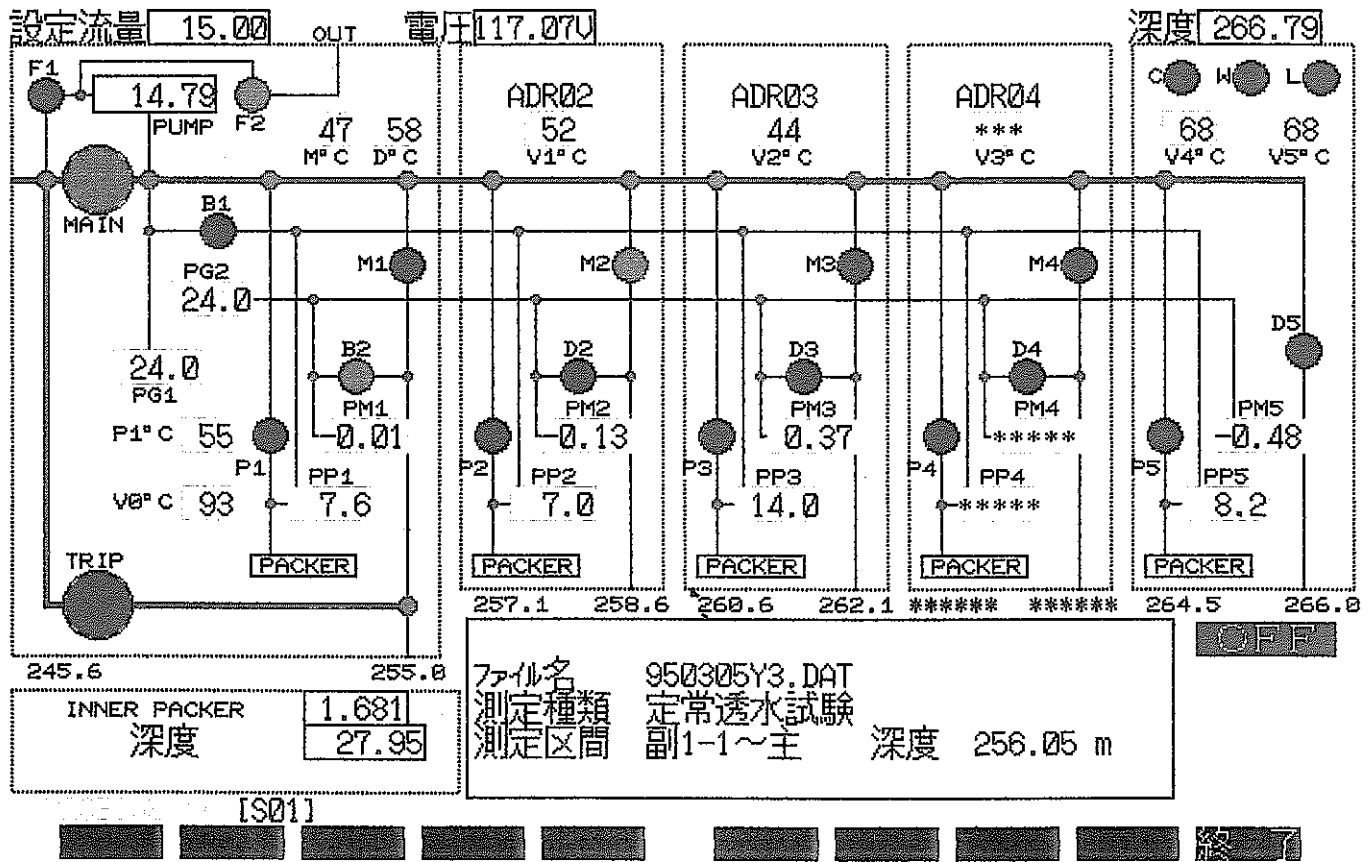 設定流量 15.00 OUT 電圧 117.07V 深度 266.79
F1 14.79 F2 ADR02 ADR03 ADR04 C W L
PUMP 47 58 52 44 *** 68 68
M°C D°C V1°C V2°C V3°C V4°C V5°C
MAIN B1
PG2 M1 M2 M3 M4
24.0
D5
24.0 B2 D2 D3 D4
PG1 PM1 PM2 PM3 PM4 PM5
P1°C 55 -0.01 -0.13 0.37 ***** -0.48
P1 PP1 P2 PP2 P3 PP3 P4 PP4 P5 PP5
V0°C 93 7.6 7.0 14.0 ***** 8.2
TRIP PACKER PACKER PACKER PACKER PACKER
257.1 258.6 260.6 262.1 ****** ****** 264.5 266.0
OFF
245.6 255.0
ファイル名 950305Y3.DAT
INNER PACKER 1.681 測定種類 定常透水試験
深度 27.95 測定区間 副1-1~主 深度 256.05 m
[S01]